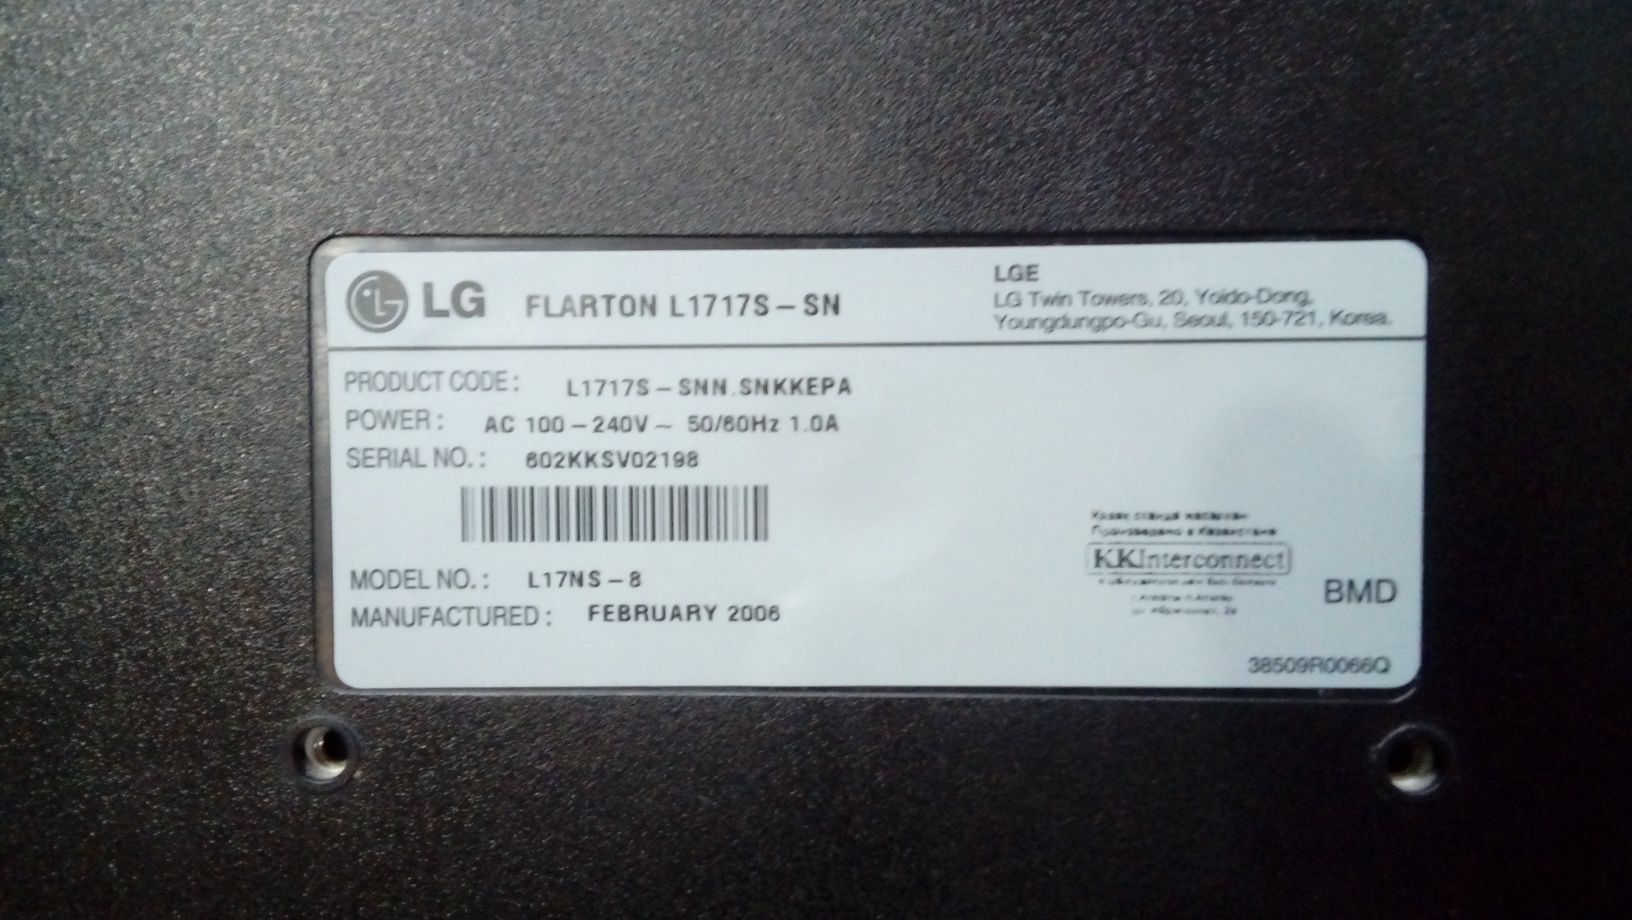 LG FLARTON L1717S-SN
LGE
LG Twin Towers, 20, Yoido-Dong,
Youngdungpo-Gu, Seoul, 150-721, Korea.
PRODUCT CODE : L1717S-SNN.SNKKEPA
POWER : AC 100-240V~ 50/60Hz 1.0A
SERIAL NO. : 602KKSV02198
MODEL NO. : L17NS-8
MANUFACTURED : FEBRUARY 2006
Произведено в Казахстане
KKInterconnect
BMD
38509R0066Q